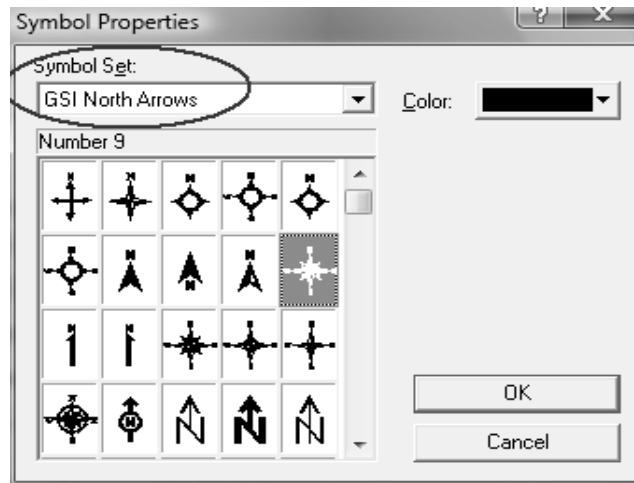 Symbol Properties
Symbol Set:
GSI North Arrows
Color:
Number 9
OK
Cancel